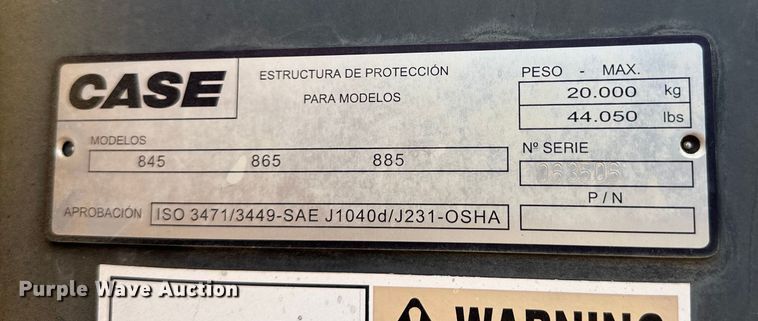 CASE
ESTRUCTURA DE PROTECCIÓN
PARA MODELOS
PESO - MAX.
20.000 kg
44.050 lbs
MODELOS
845 865 885
Nº SERIE
063506
P/N
APROBACIÓN ISO 3471/3449-SAE J1040d/J231-OSHA
Purple Wave Auction
WARNING